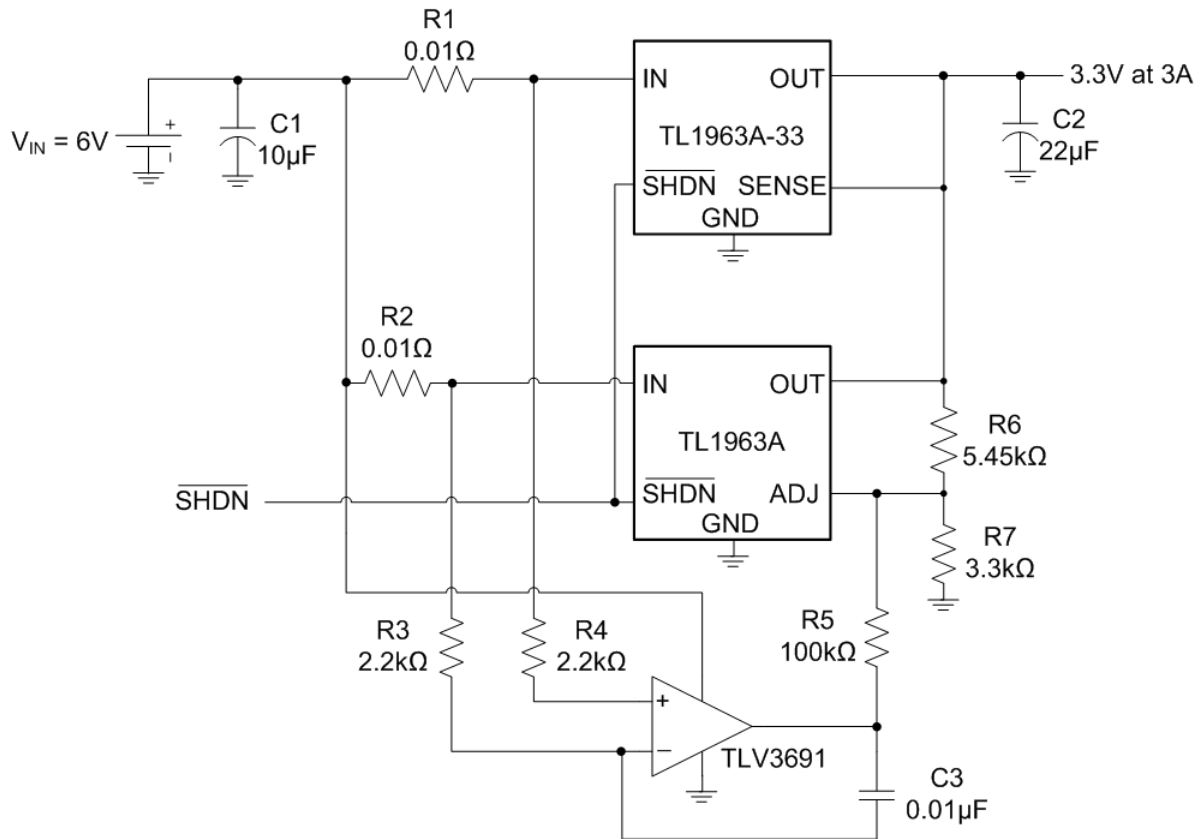 R1
0.01Ω
IN
OUT
3.3V at 3A
VIN = 6V
+
−
C1
10µF
TL1963A-33
C2
22µF
SHDN
SENSE
GND
R2
0.01Ω
IN
OUT
TL1963A
R6
5.45kΩ
SHDN
SHDN
ADJ
GND
R7
3.3kΩ
R3
2.2kΩ
R4
2.2kΩ
R5
100kΩ
+
−
TLV3691
C3
0.01µF